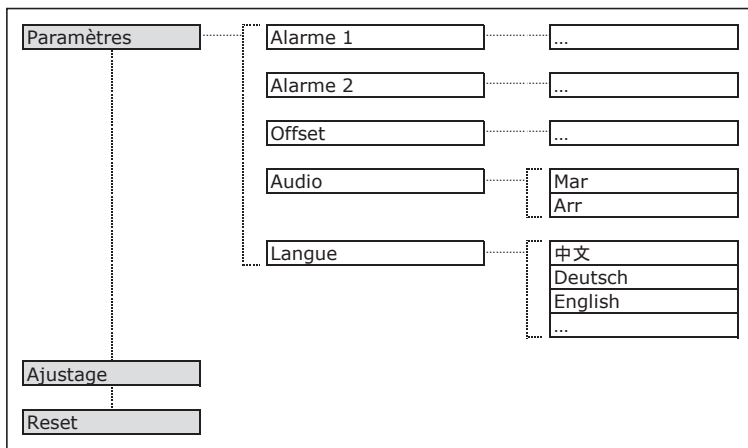 Paramètres
Alarme 1
...
Alarme 2
...
Offset
...
Audio
Mar
Arr
Langue
中文
Deutsch
English
...
Ajustage
Reset